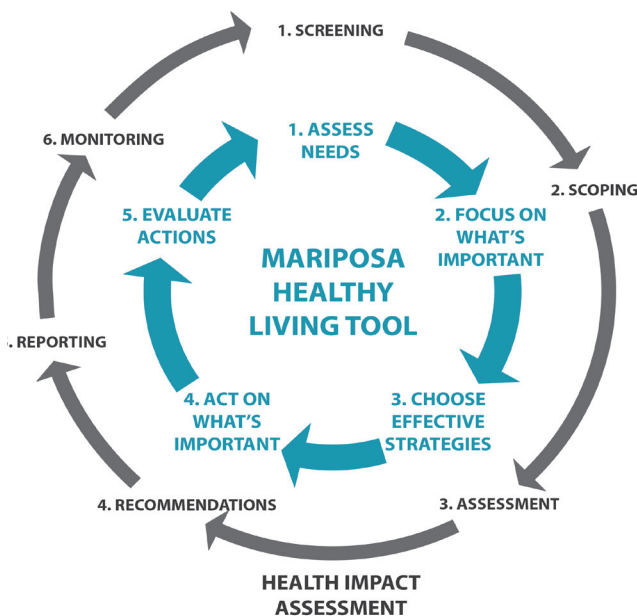 1. SCREENING
2. SCOPING
3. ASSESSMENT
4. RECOMMENDATIONS
. REPORTING
6. MONITORING
HEALTH IMPACT
ASSESSMENT
1. ASSESS
NEEDS
2. FOCUS ON
WHAT'S
IMPORTANT
3. CHOOSE
EFFECTIVE
STRATEGIES
4. ACT ON
WHAT'S
IMPORTANT
5. EVALUATE
ACTIONS
MARIPOSA
HEALTHY
LIVING TOOL